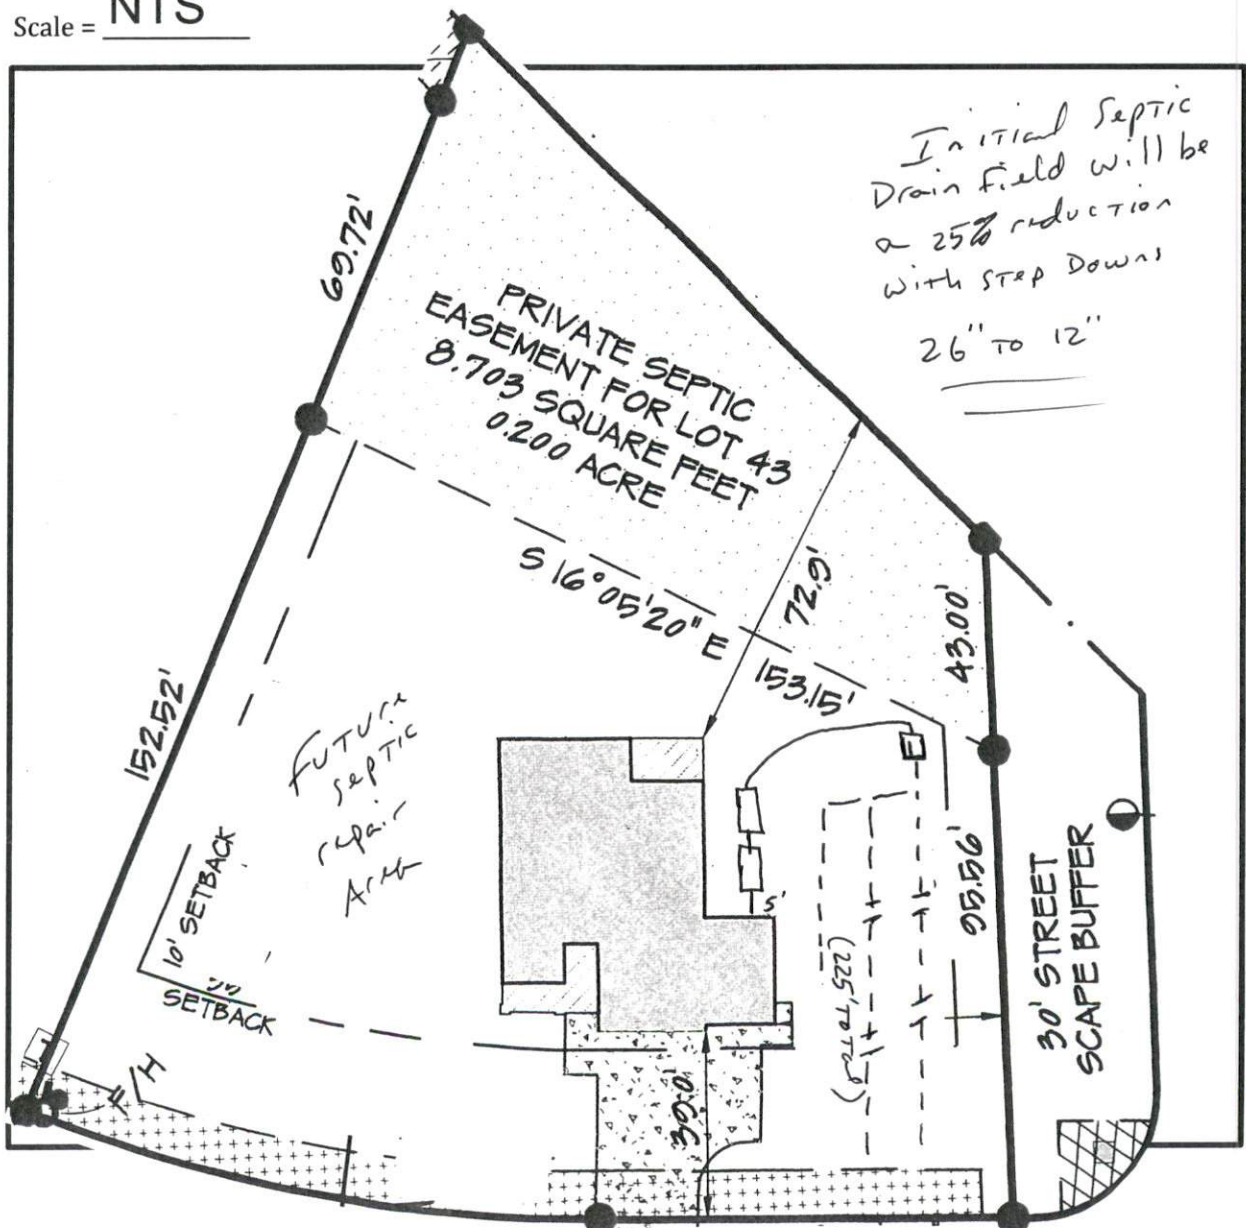 Scale = NTS
Initial Septic
Drain Field will be
a 25% reduction
with Step Downs
26" TO 12"
69.72'
PRIVATE SEPTIC
EASEMENT FOR LOT 43
8.703 SQUARE FEET
0.200 ACRE
S 16°05'20" E
153.15'
72.9'
43.00'
152.52'
Future
septic
repair
Area
10' SETBACK
SETBACK
5'
(225' Total)
95.56'
30' STREET
SCAPE BUFFER
39.0'